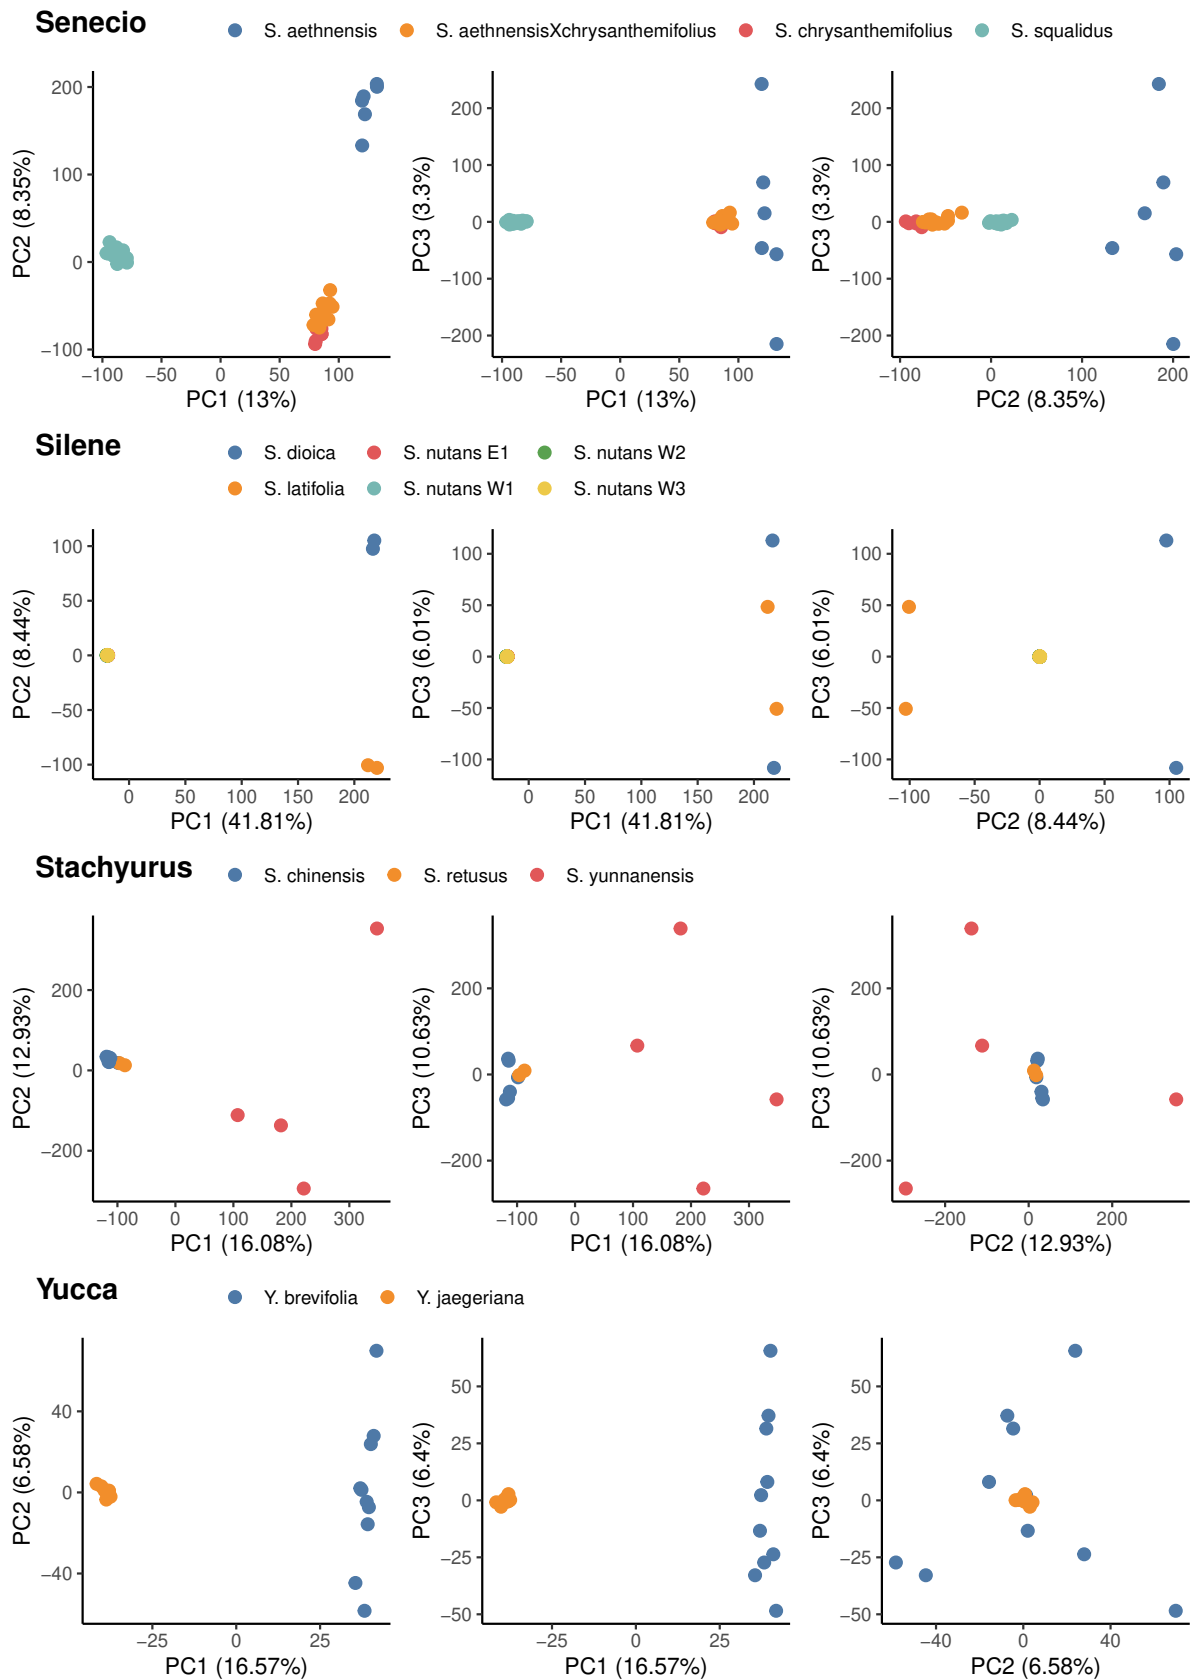 Senecio
S. aethnensis S. aethnensisXchrysanthemifolius S. chrysanthemifolius S. squalidus
200
100
0
−100
PC2 (8.35%)
−100 −50 0 50 100
PC1 (13%)
200
100
0
−100
−200
PC3 (3.3%)
−100 −50 0 50 100
PC1 (13%)
200
100
0
−100
−200
PC3 (3.3%)
−100 0 100 200
PC2 (8.35%)
Silene
S. dioica S. nutans E1 S. nutans W2
S. latifolia S. nutans W1 S. nutans W3
100
50
0
−50
−100
PC2 (8.44%)
0 50 100 150 200
PC1 (41.81%)
100
50
0
−50
−100
PC3 (6.01%)
0 50 100 150 200
PC1 (41.81%)
100
50
0
−50
−100
PC3 (6.01%)
−100 −50 0 50 100
PC2 (8.44%)
Stachyurus
S. chinensis S. retusus S. yunnanensis
200
0
−200
PC2 (12.93%)
−100 0 100 200 300
PC1 (16.08%)
200
0
−200
PC3 (10.63%)
−100 0 100 200 300
PC1 (16.08%)
200
0
−200
PC3 (10.63%)
−200 0 200
PC2 (12.93%)
Yucca
Y. brevifolia Y. jaegeriana
40
0
−40
PC2 (6.58%)
−25 0 25
PC1 (16.57%)
50
25
0
−25
−50
PC3 (6.4%)
−25 0 25
PC1 (16.57%)
50
25
0
−25
−50
PC3 (6.4%)
−40 0 40
PC2 (6.58%)